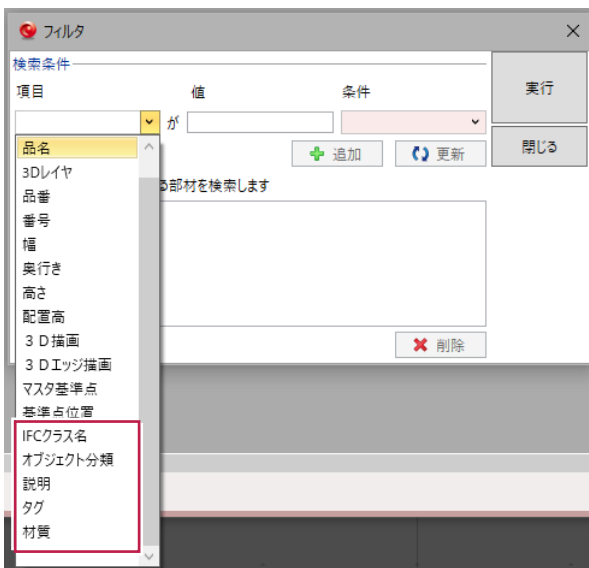 フィルタ
検索条件
項目 値 条件
が
実行
閉じる
追加 更新
る部材を検索します
削除
品名
3Dレイヤ
品番
番号
幅
奥行き
高さ
配置高
３Ｄ描画
３Ｄエッジ描画
マスタ基準点
基準点位置
IFCクラス名
オブジェクト分類
説明
タグ
材質